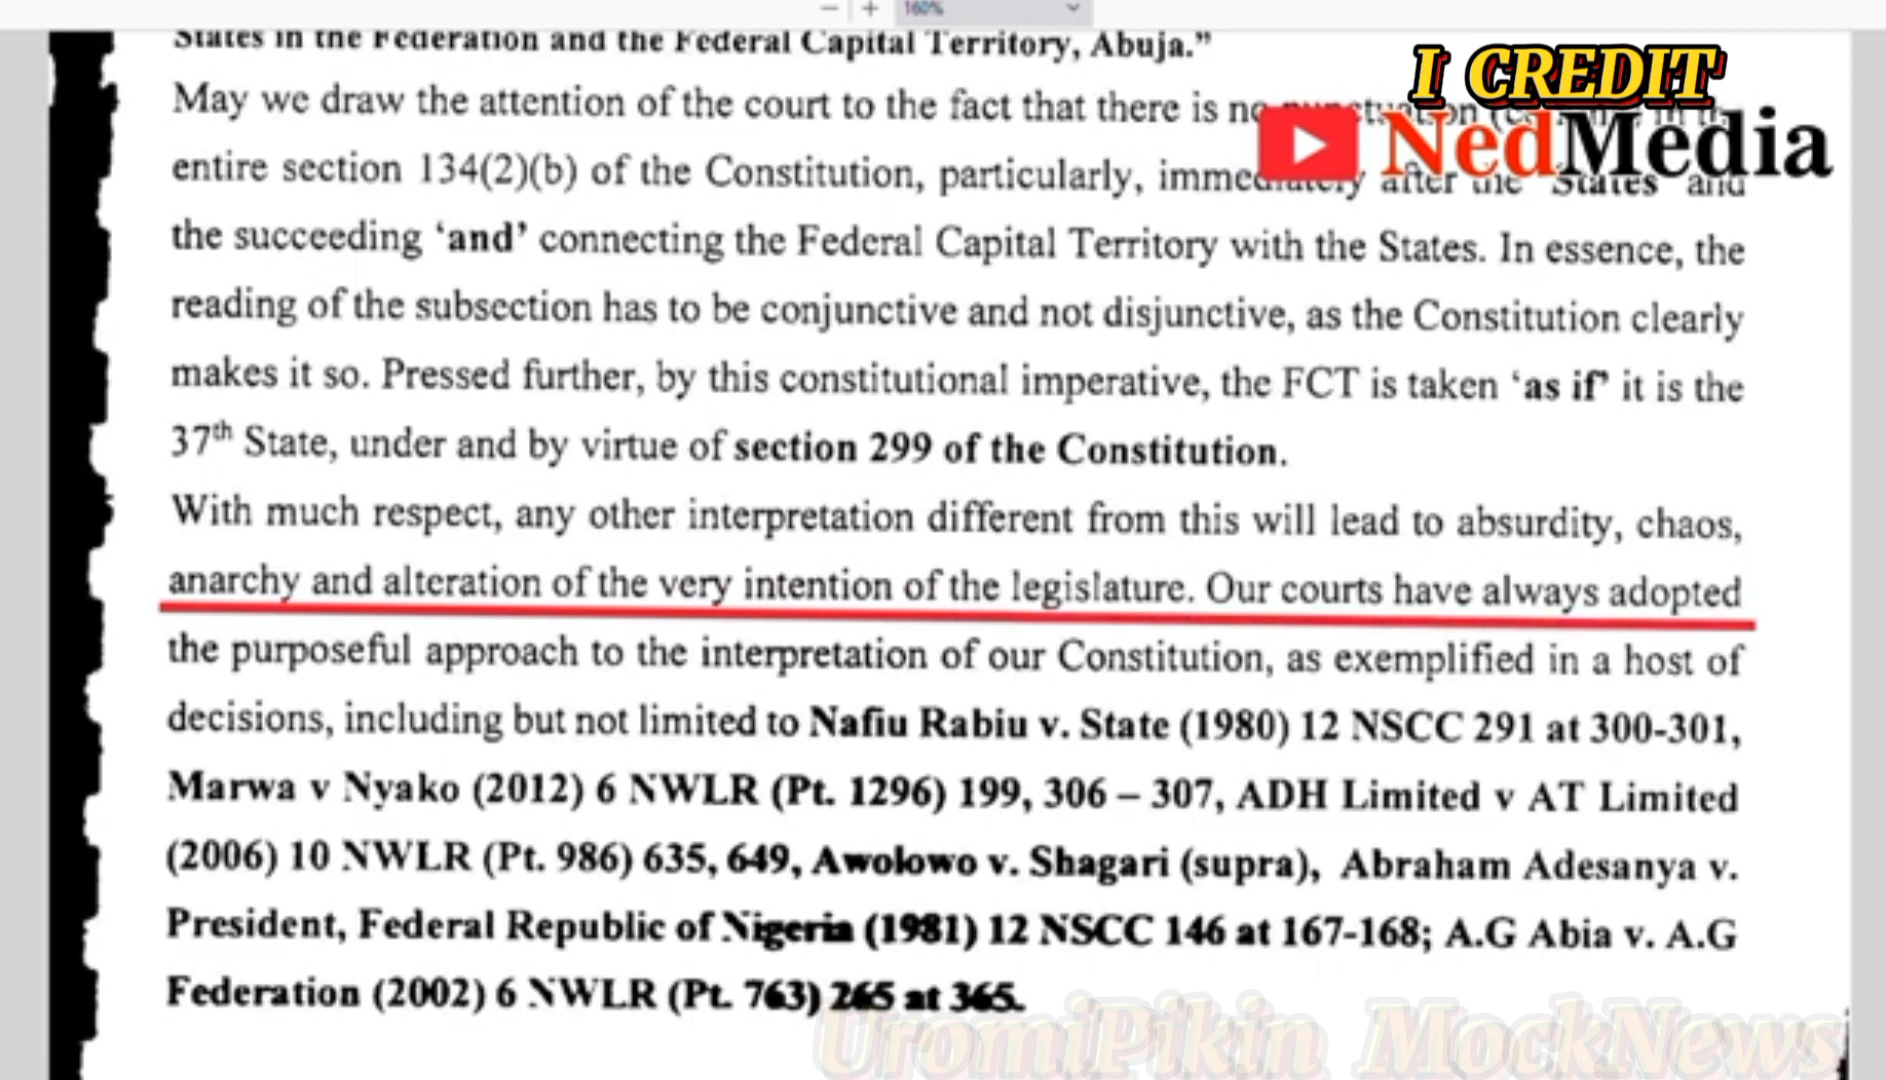 160%
States in the Federation and the Federal Capital Territory, Abuja.”
I CREDIT
May we draw the attention of the court to the fact that there is
NedMedia
entire section 134(2)(b) of the Constitution, particularly, immediately after the ‘States’ and
the succeeding ‘and’ connecting the Federal Capital Territory with the States. In essence, the
reading of the subsection has to be conjunctive and not disjunctive, as the Constitution clearly
makes it so. Pressed further, by this constitutional imperative, the FCT is taken ‘as if’ it is the
37th State, under and by virtue of section 299 of the Constitution.
With much respect, any other interpretation different from this will lead to absurdity, chaos,
anarchy and alteration of the very intention of the legislature. Our courts have always adopted
the purposeful approach to the interpretation of our Constitution, as exemplified in a host of
decisions, including but not limited to Nafiu Rabiu v. State (1980) 12 NSCC 291 at 300-301,
Marwa v Nyako (2012) 6 NWLR (Pt. 1296) 199, 306 – 307, ADH Limited v AT Limited
(2006) 10 NWLR (Pt. 986) 635, 649, Awolowo v. Shagari (supra), Abraham Adesanya v.
President, Federal Republic of Nigeria (1981) 12 NSCC 146 at 167-168; A.G Abia v. A.G
Federation (2002) 6 NWLR (Pt. 763) 265 at 365.
UromiPikin MockNews